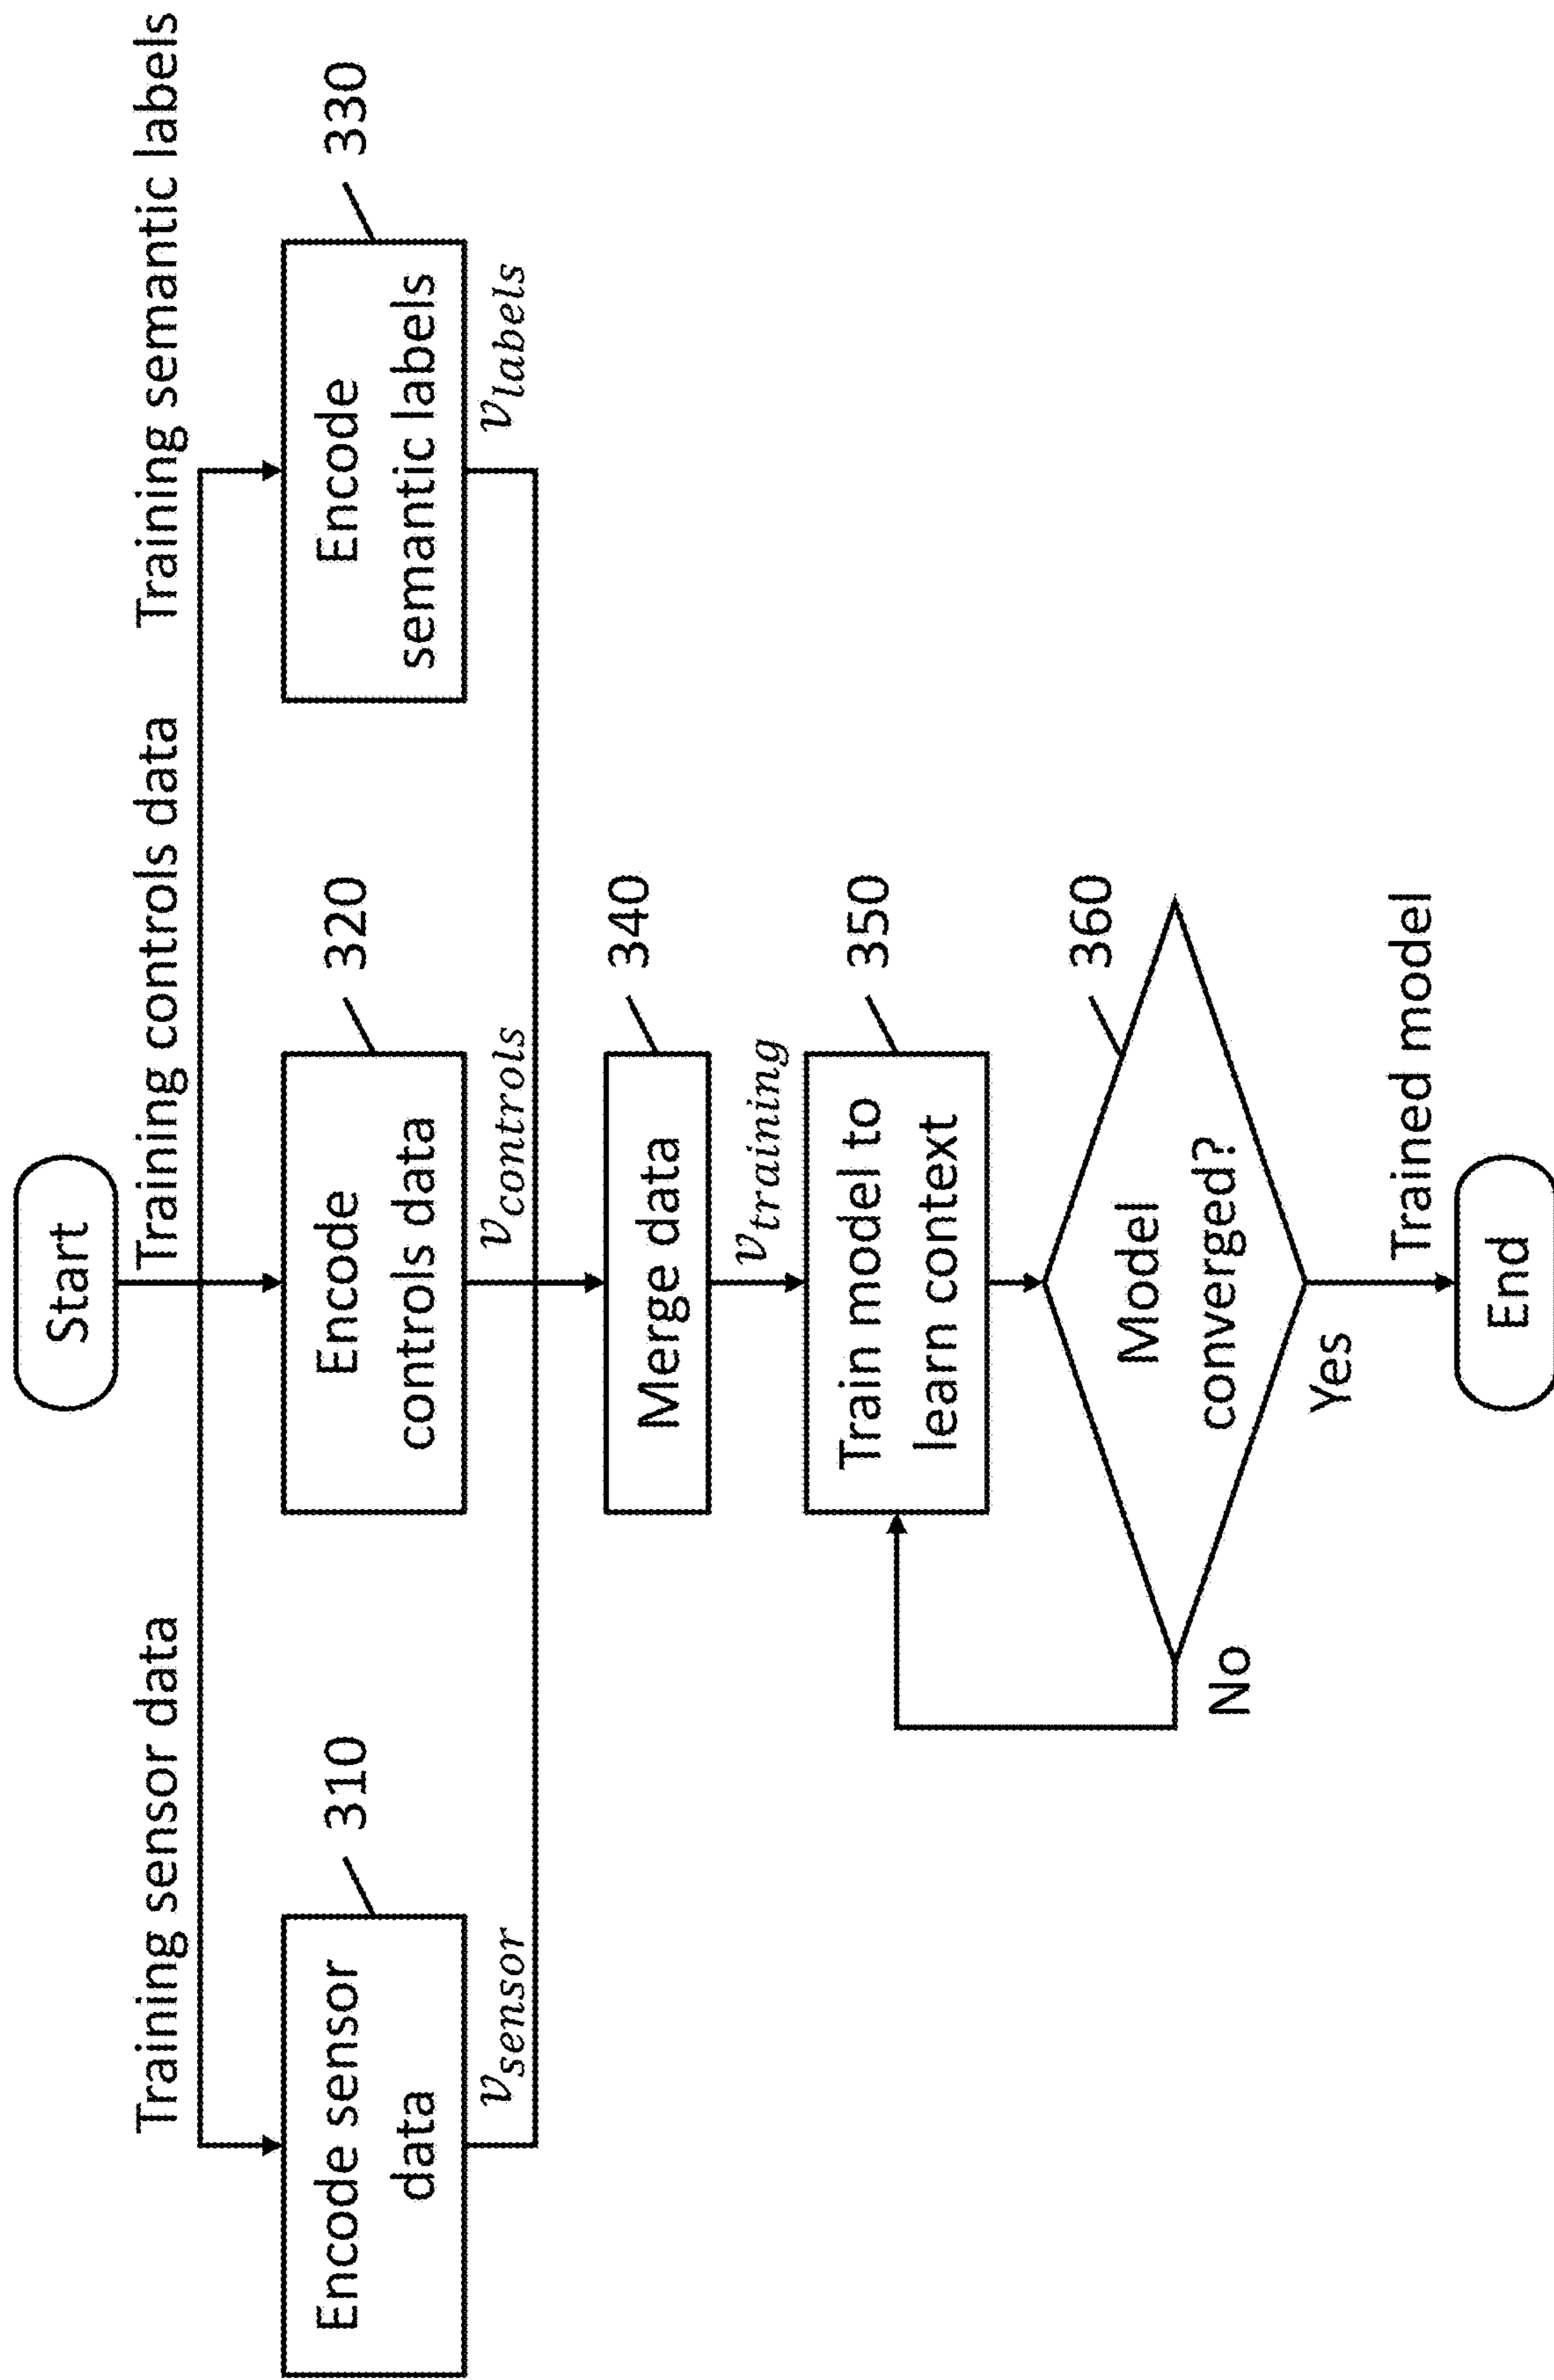 Start
Training sensor data
Training controls data
Training semantic labels
310
Encode sensor
data
320
Encode
controls data
330
Encode
semantic labels
v_sensor
v_controls
v_labels
340
Merge data
v_training
350
Train model to
learn context
360
Model
converged?
No
Yes
Trained model
End